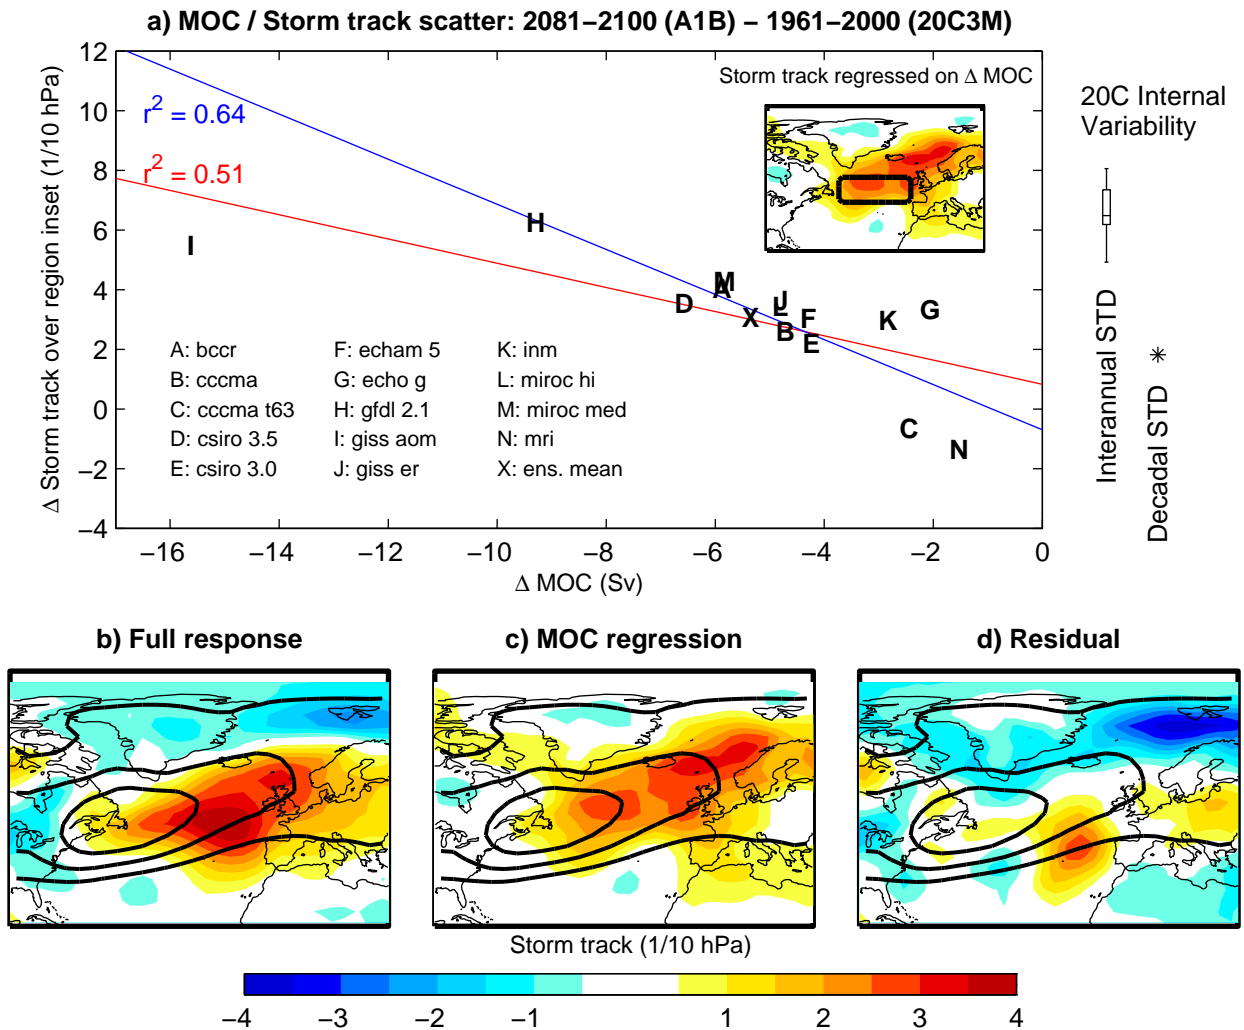 a) MOC / Storm track scatter: 2081−2100 (A1B) − 1961−2000 (20C3M)
12
10
8
6
4
2
0
−2
−4
Δ Storm track over region inset (1/10 hPa)
r² = 0.64
r² = 0.51
Storm track regressed on Δ MOC
I
H
D
M
A
X
J
L
B
F
E
K
G
C
N
A: bccr
B: cccma
C: cccma t63
D: csiro 3.5
E: csiro 3.0
F: echam 5
G: echo g
H: gfdl 2.1
I: giss aom
J: giss er
K: inm
L: miroc hi
M: miroc med
N: mri
X: ens. mean
−16 −14 −12 −10 −8 −6 −4 −2 0
Δ MOC (Sv)
20C Internal
Variability
Interannual STD
Decadal STD
b) Full response
c) MOC regression
d) Residual
Storm track (1/10 hPa)
−4 −3 −2 −1 1 2 3 4